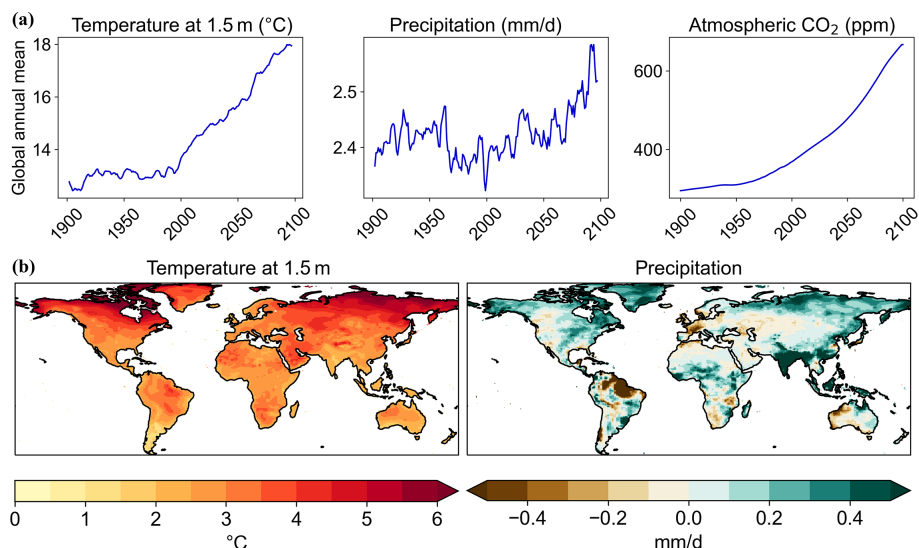 (a)
Temperature at 1.5 m (°C)
Precipitation (mm/d)
Atmospheric CO₂ (ppm)
Global annual mean
18
16
14
1900
1950
2000
2050
2100
2.5
2.4
1900
1950
2000
2050
2100
600
400
1900
1950
2000
2050
2100
(b)
Temperature at 1.5 m
Precipitation
0 1 2 3 4 5 6
°C
−0.4 −0.2 0.0 0.2 0.4
mm/d